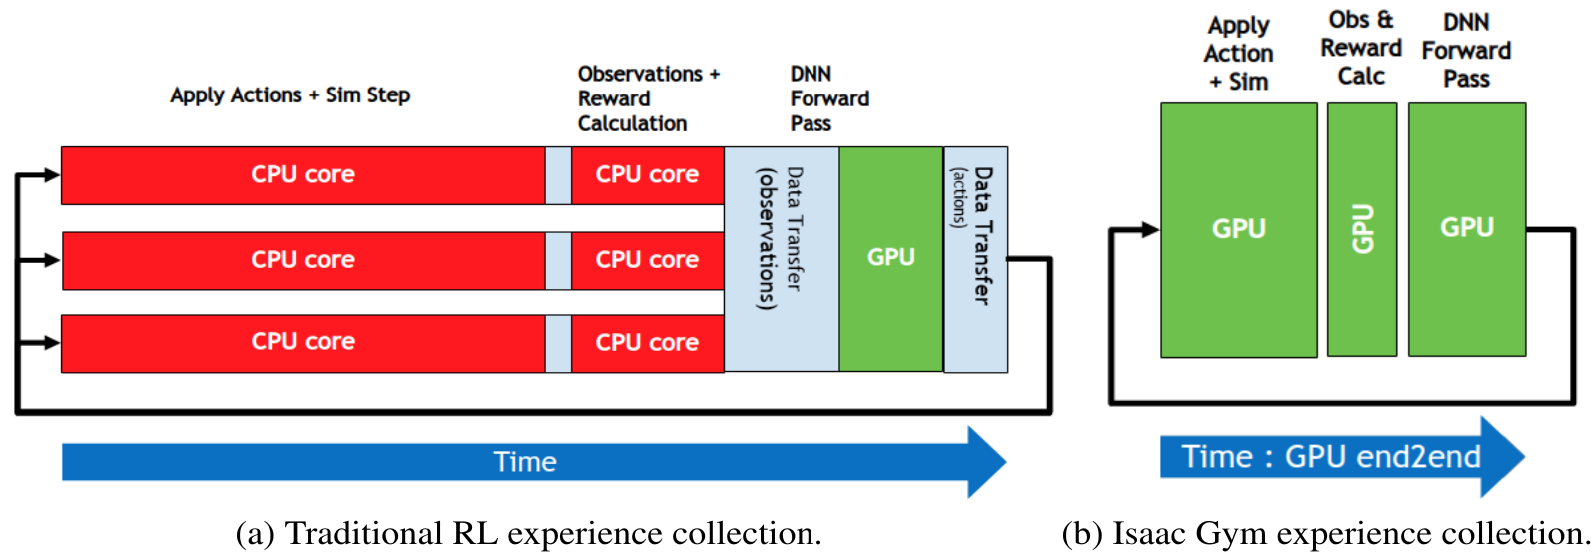 Apply Actions + Sim Step
Observations +
Reward
Calculation
DNN
Forward
Pass
CPU core
CPU core
CPU core
CPU core
CPU core
CPU core
Data Transfer
(observations)
GPU
Data Transfer
(actions)
Time
(a) Traditional RL experience collection.
Apply
Action
+ Sim
Obs &
Reward
Calc
DNN
Forward
Pass
GPU
GPU
GPU
Time : GPU end2end
(b) Isaac Gym experience collection.